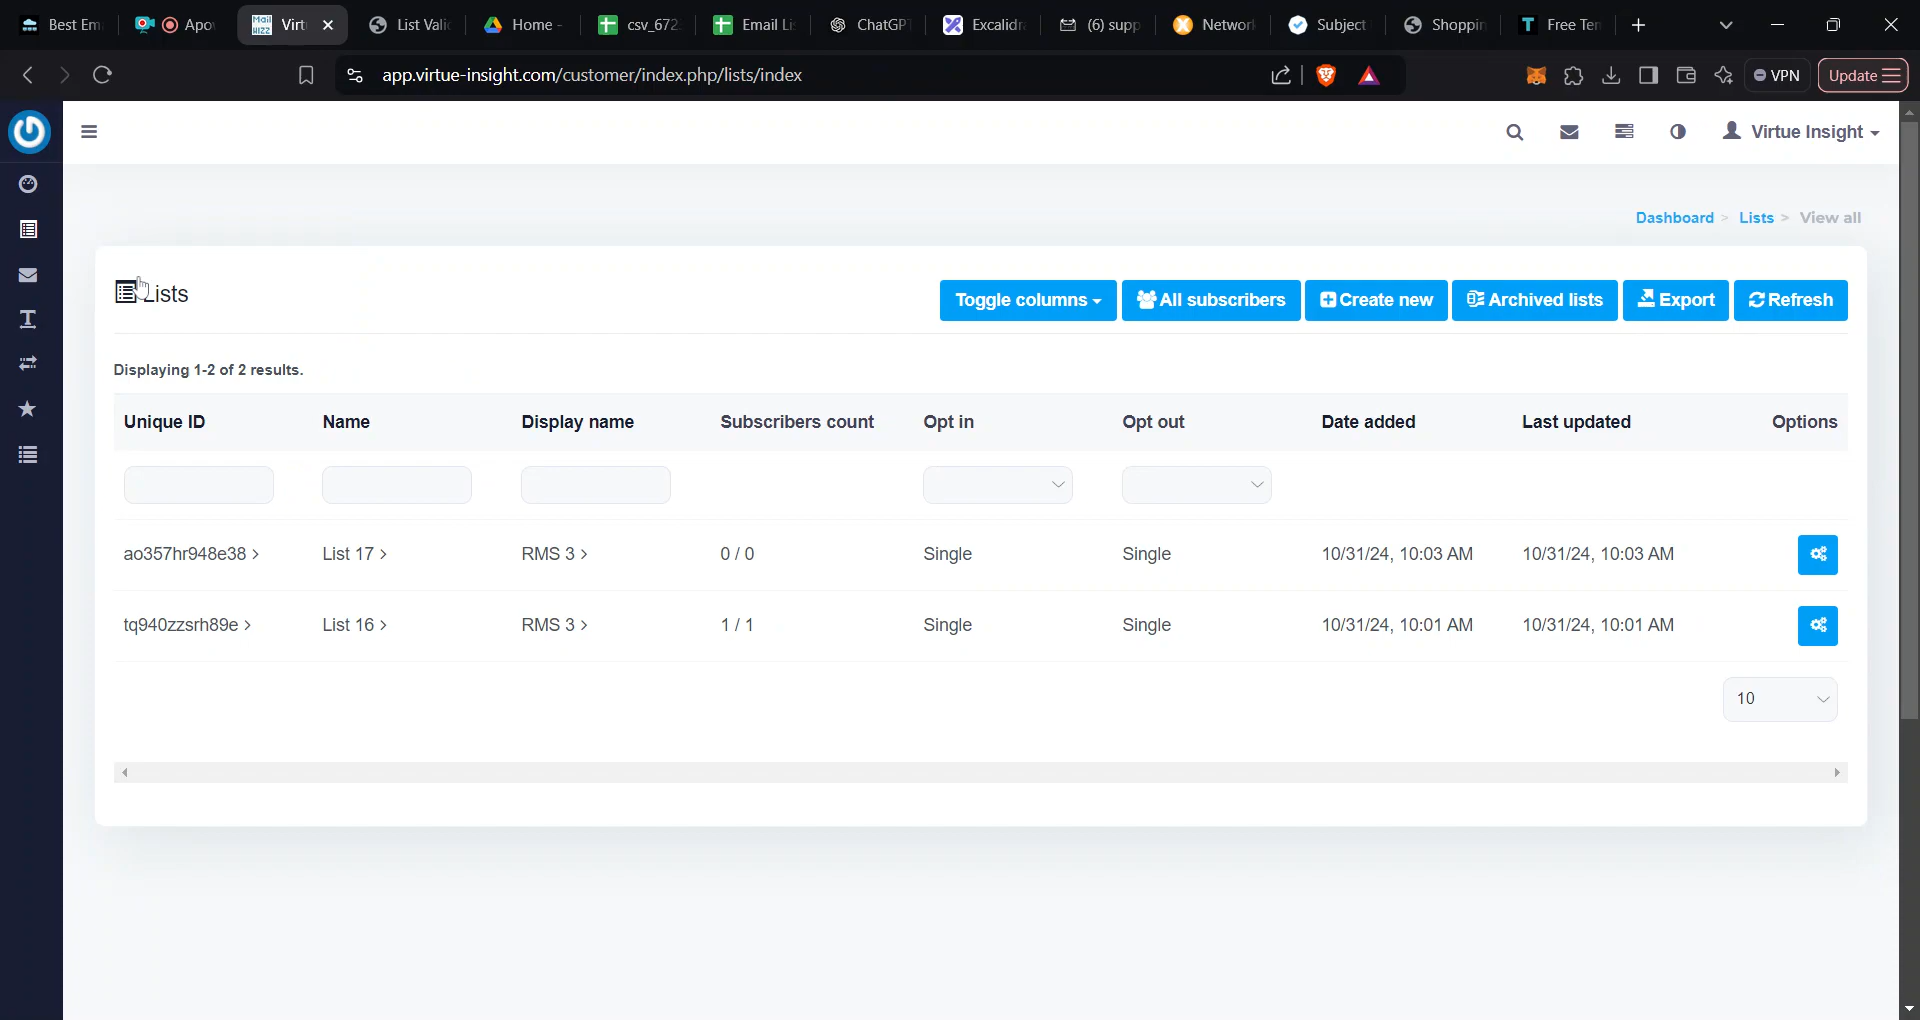 Best Em
Apo
Virt
List Vali
Home -
csv_672
Email Li
ChatGP
Excalidr
(6) supp
Networ
Subject
Shoppin
Free Ten
app.virtue-insight.com/customer/index.php/lists/index
VPN
Update
Virtue Insight
Dashboard > Lists > View all
Lists
Toggle columns
All subscribers
Create new
Archived lists
Export
Refresh
Displaying 1-2 of 2 results.
Unique ID Name Display name Subscribers count Opt in Opt out Date added Last updated Options
ao357hr948e38 > List 17 > RMS 3 > 0 / 0 Single Single 10/31/24, 10:03 AM 10/31/24, 10:03 AM
tq940zzsrh89e > List 16 > RMS 3 > 1 / 1 Single Single 10/31/24, 10:01 AM 10/31/24, 10:01 AM
10